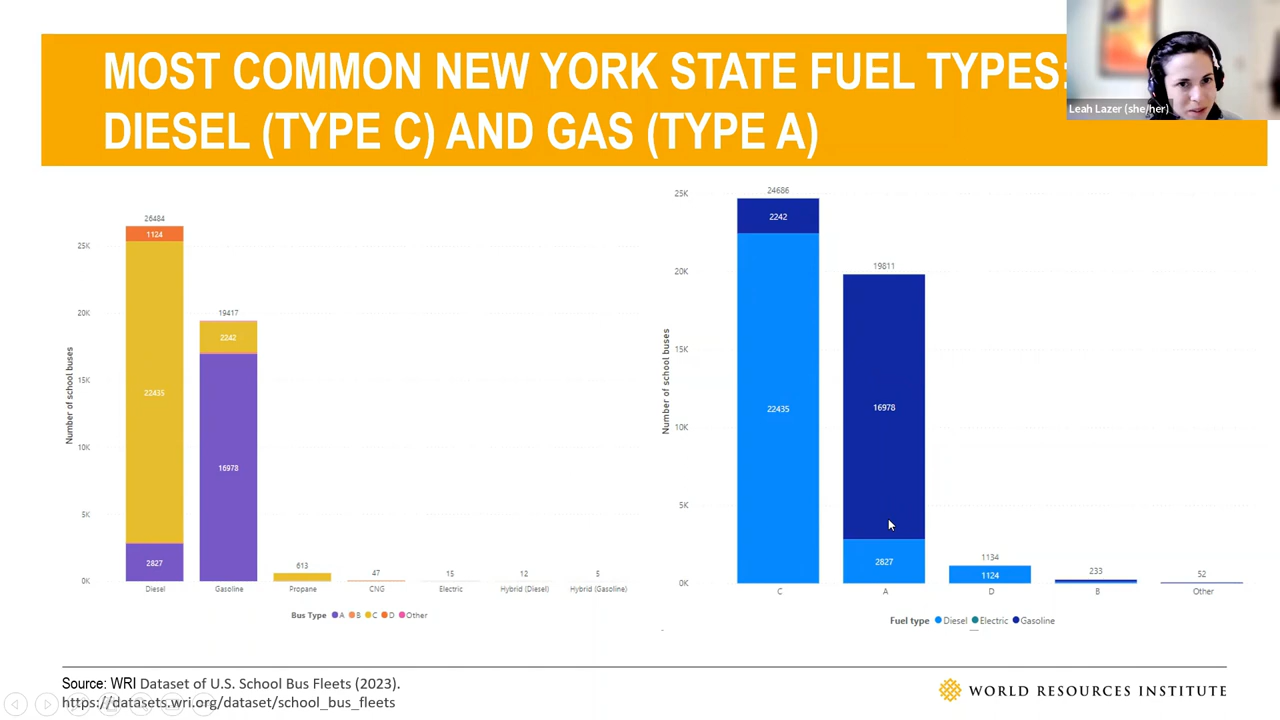 MOST COMMON NEW YORK STATE FUEL TYPES:
DIESEL (TYPE C) AND GAS (TYPE A)
Leah Lazer (she/her)
26484
1124
25K
22435
2827
20K
19417
2242
16978
15K
10K
5K
0K
613
47
15
12
5
Number of school buses
Diesel
Gasoline
Propane
CNG
Electric
Hybrid (Diesel)
Hybrid (Gasoline)
Bus Type A B C D Other
25K
24686
2242
22435
20K
19811
16978
2827
15K
10K
5K
0K
1134
1124
233
52
Number of school buses
C
A
D
B
Other
Fuel type Diesel Electric Gasoline
Source: WRI Dataset of U.S. School Bus Fleets (2023).
https://datasets.wri.org/dataset/school_bus_fleets
WORLD RESOURCES INSTITUTE